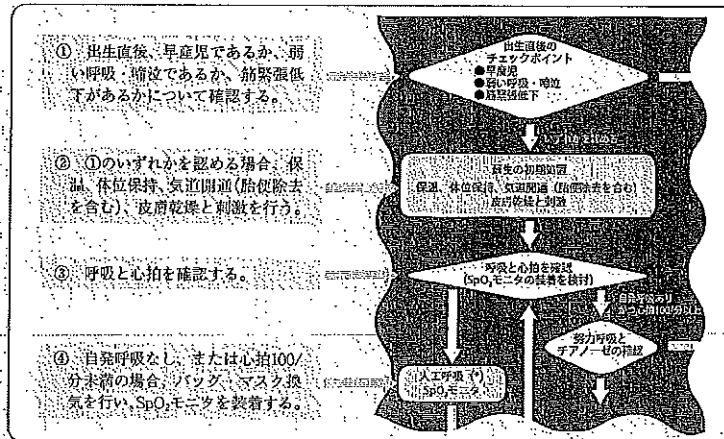 ① 出生直後、早産児であるか、弱
い呼吸・啼泣であるか、筋緊張低
下があるかについて確認する。
② ①のいずれかを認める場合、保
温、体位保持、気道開通(胎便除去
を含む)、皮膚乾燥と刺激を行う。
③ 呼吸と心拍を確認する。
④ 自発呼吸なし、または心拍100/
分未満の場合、バッグ・マスク換
気を行い、SpO₂モニタを装着する。
出生直後の
チェックポイント
●早産児
●弱い呼吸・啼泣
●筋緊張低下
蘇生の初期処置
保温、体位保持、気道開通(胎便除去を含む)
皮膚乾燥と刺激
呼吸と心拍を確認
(SpO₂モニタの装着を検討)
自発呼吸あり
かつ心拍100/分以上
努力呼吸と
チアノーゼの確認
人工呼吸(*)
SpO₂モニタ